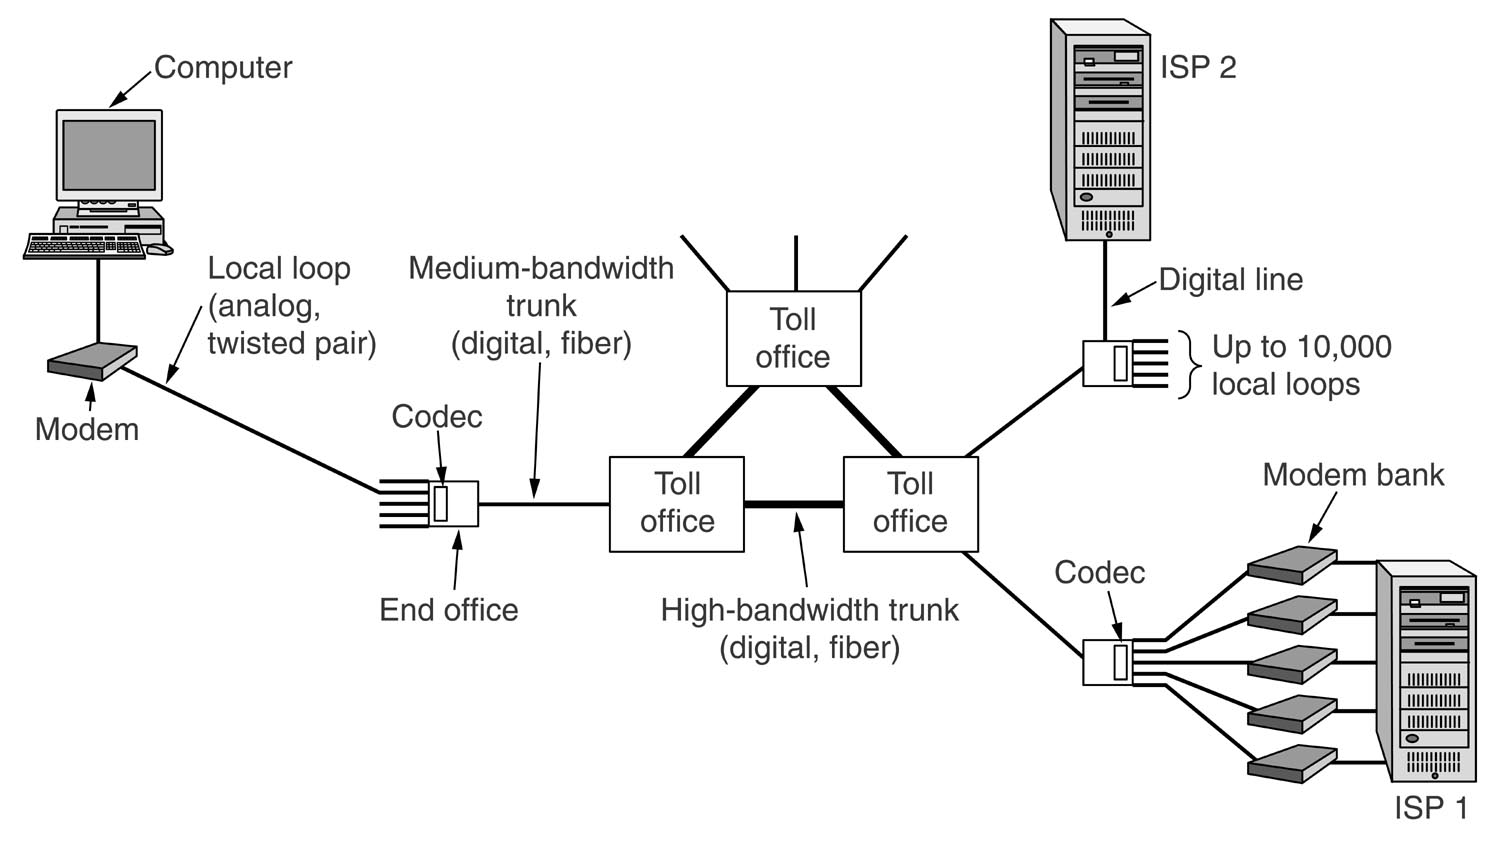 Computer
ISP 2
Local loop
(analog,
twisted pair)
Medium-bandwidth
trunk
(digital, fiber)
Digital line
Toll
office
Up to 10,000
local loops
Modem
Codec
Toll
office
Toll
office
Modem bank
End office
High-bandwidth trunk
(digital, fiber)
Codec
ISP 1